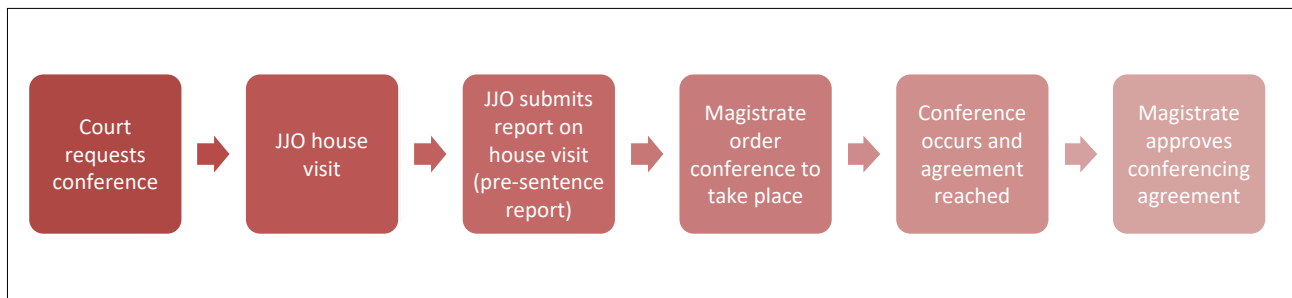 Court
requests
conference
JJO house
visit
JJO submits
report on
house visit
(pre-sentence
report)
Magistrate
order
conference to
take place
Conference
occurs and
agreement
reached
Magistrate
approves
conferencing
agreement